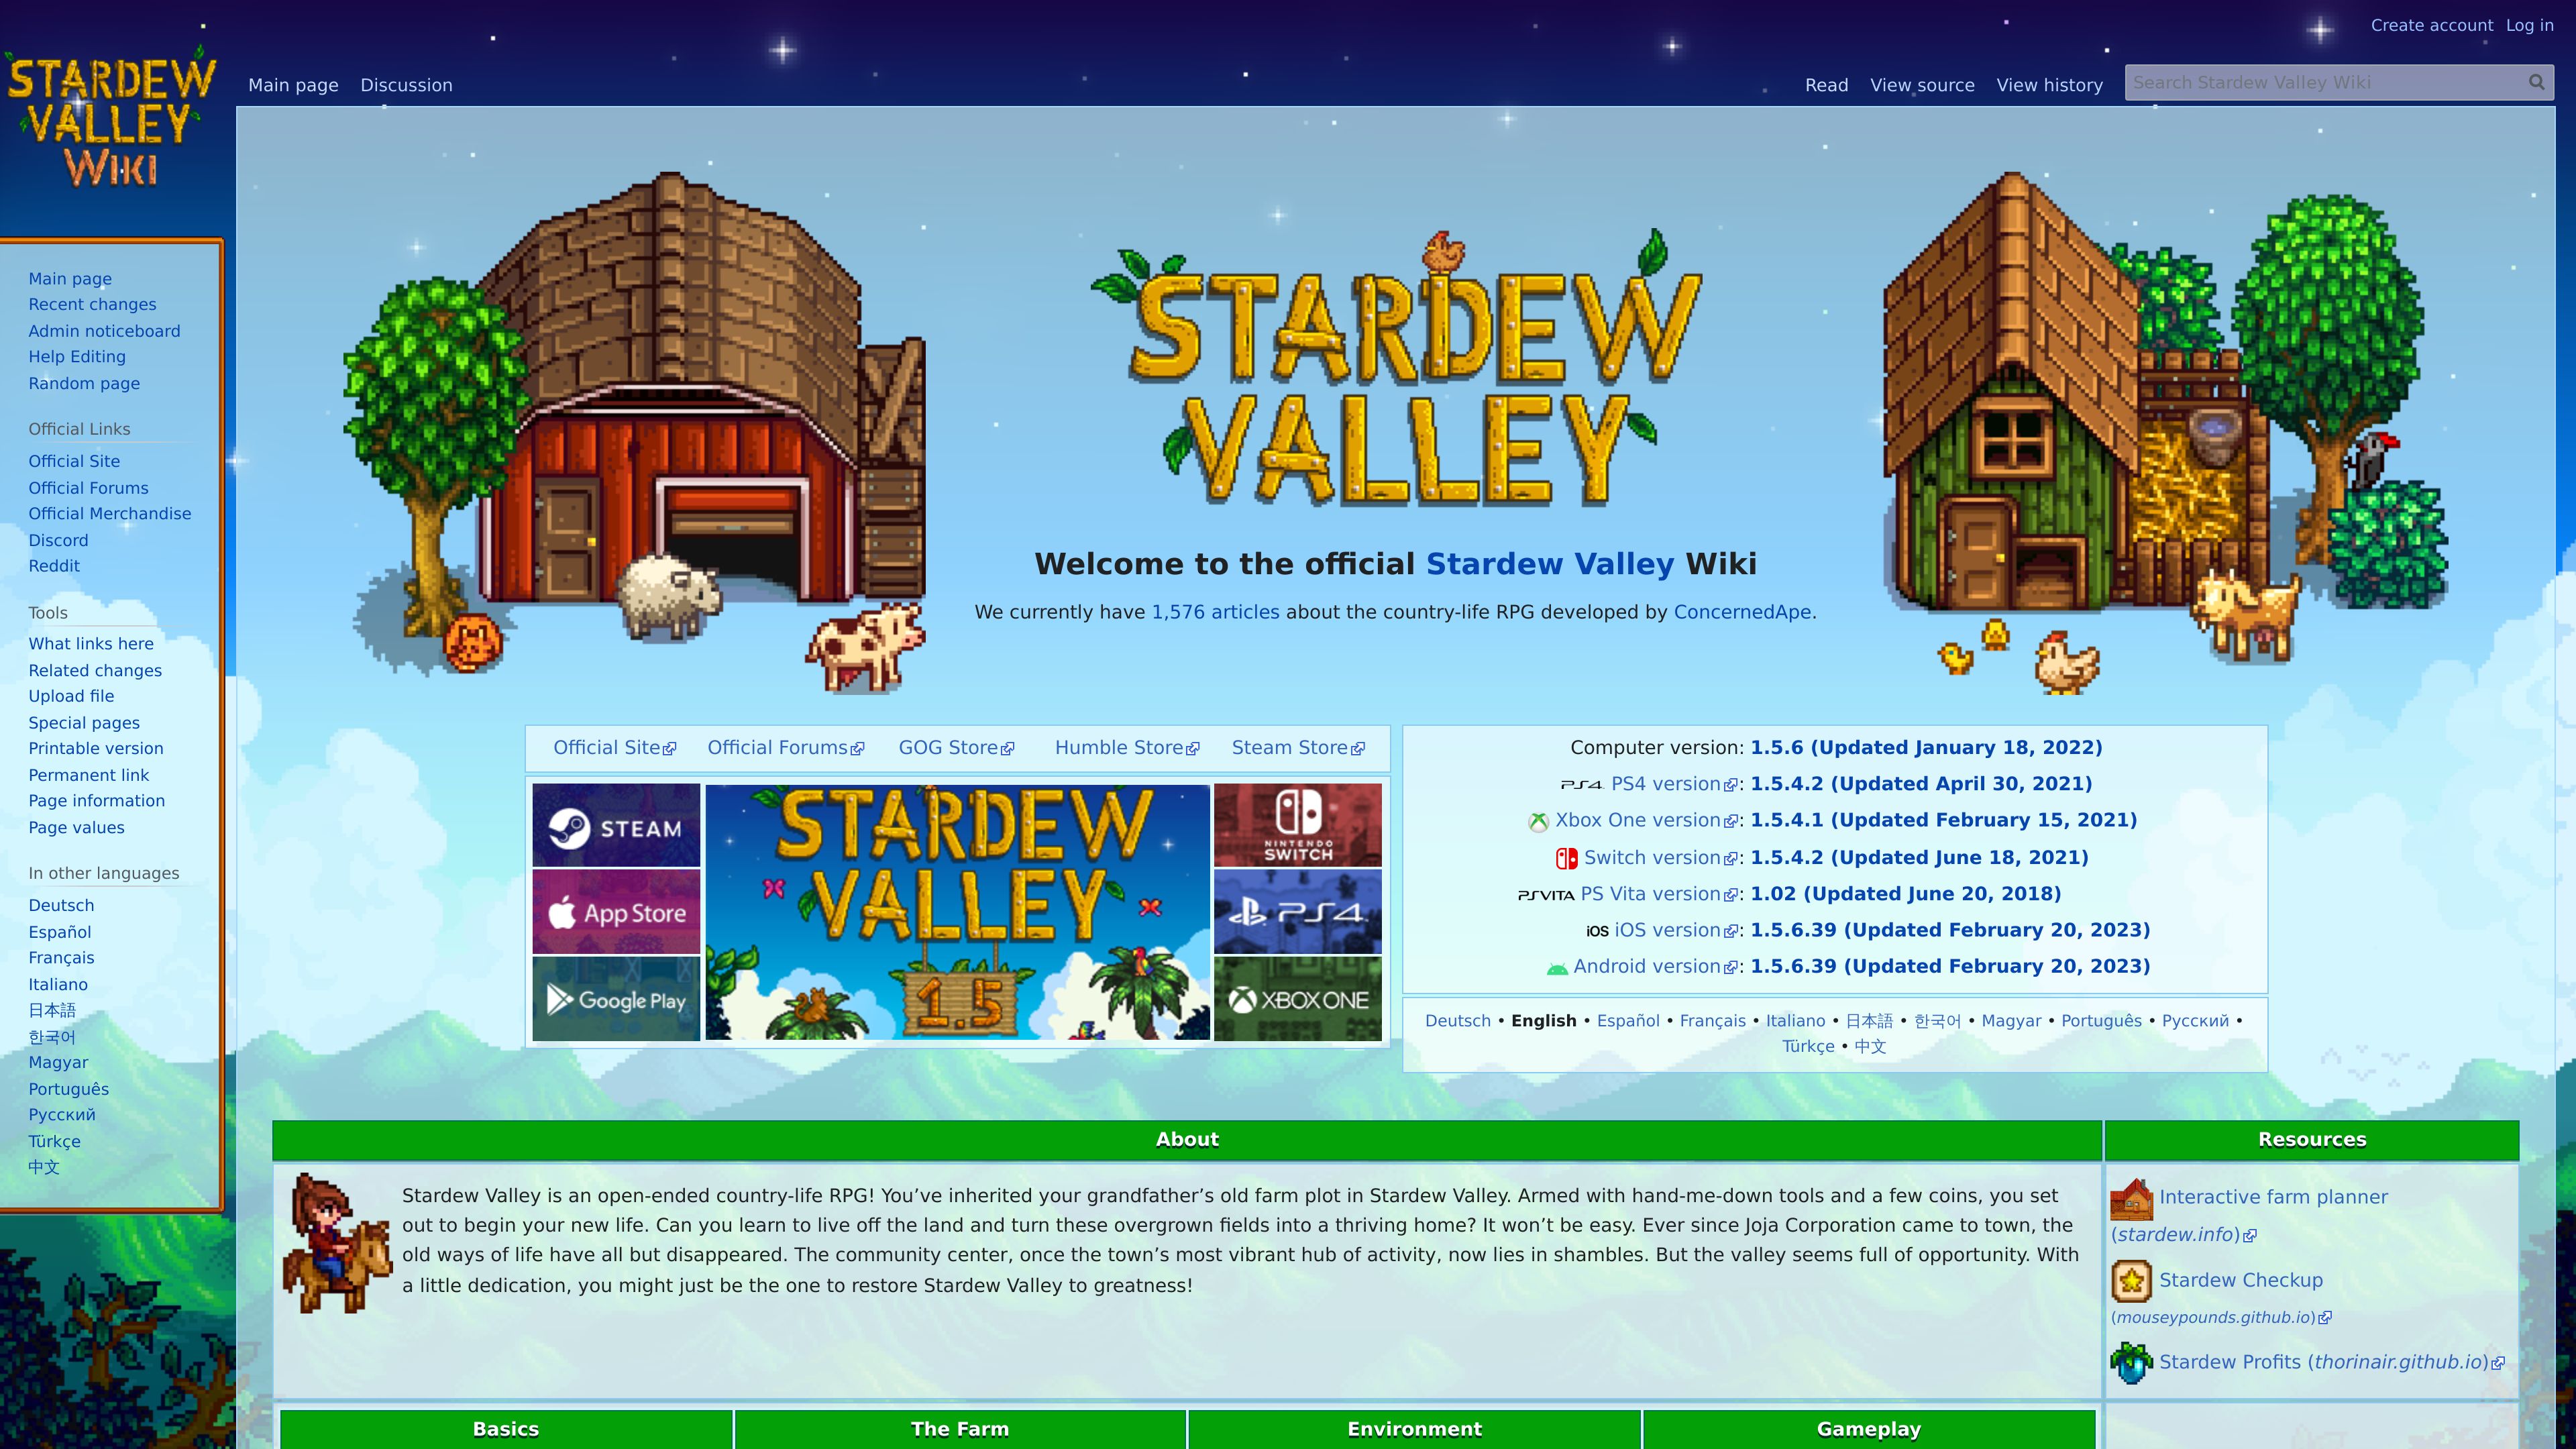 Create account Log in
STARDEW
VALLEY
WIKI
Main page Discussion
Read View source View history Search Stardew Valley Wiki
Main page
Recent changes
Admin noticeboard
Help Editing
Random page
Official Links
Official Site
Official Forums
Official Merchandise
Discord
Reddit
Tools
What links here
Related changes
Upload file
Special pages
Printable version
Permanent link
Page information
Page values
In other languages
Deutsch
Español
Français
Italiano
日本語
한국어
Magyar
Português
Русский
Türkçe
中文
STARDEW
VALLEY
Welcome to the official Stardew Valley Wiki
We currently have 1,576 articles about the country-life RPG developed by ConcernedApe.
Official Site Official Forums GOG Store Humble Store Steam Store
STEAM
App Store
Google Play
STARDEW
VALLEY
1.5
NINTENDO
SWITCH
PS4
XBOX ONE
Computer version: 1.5.6 (Updated January 18, 2022)
PS4 PS4 version: 1.5.4.2 (Updated April 30, 2021)
Xbox One version: 1.5.4.1 (Updated February 15, 2021)
Switch version: 1.5.4.2 (Updated June 18, 2021)
PSVITA PS Vita version: 1.02 (Updated June 20, 2018)
iOS iOS version: 1.5.6.39 (Updated February 20, 2023)
Android version: 1.5.6.39 (Updated February 20, 2023)
Deutsch • English • Español • Français • Italiano • 日本語 • 한국어 • Magyar • Português • Русский •
Türkçe • 中文
About
Stardew Valley is an open-ended country-life RPG! You’ve inherited your grandfather’s old farm plot in Stardew Valley. Armed with hand-me-down tools and a few coins, you set
out to begin your new life. Can you learn to live off the land and turn these overgrown fields into a thriving home? It won’t be easy. Ever since Joja Corporation came to town, the
old ways of life have all but disappeared. The community center, once the town’s most vibrant hub of activity, now lies in shambles. But the valley seems full of opportunity. With
a little dedication, you might just be the one to restore Stardew Valley to greatness!
Resources
Interactive farm planner
(stardew.info)
Stardew Checkup
(mouseypounds.github.io)
Stardew Profits (thorinair.github.io)
Basics The Farm Environment Gameplay